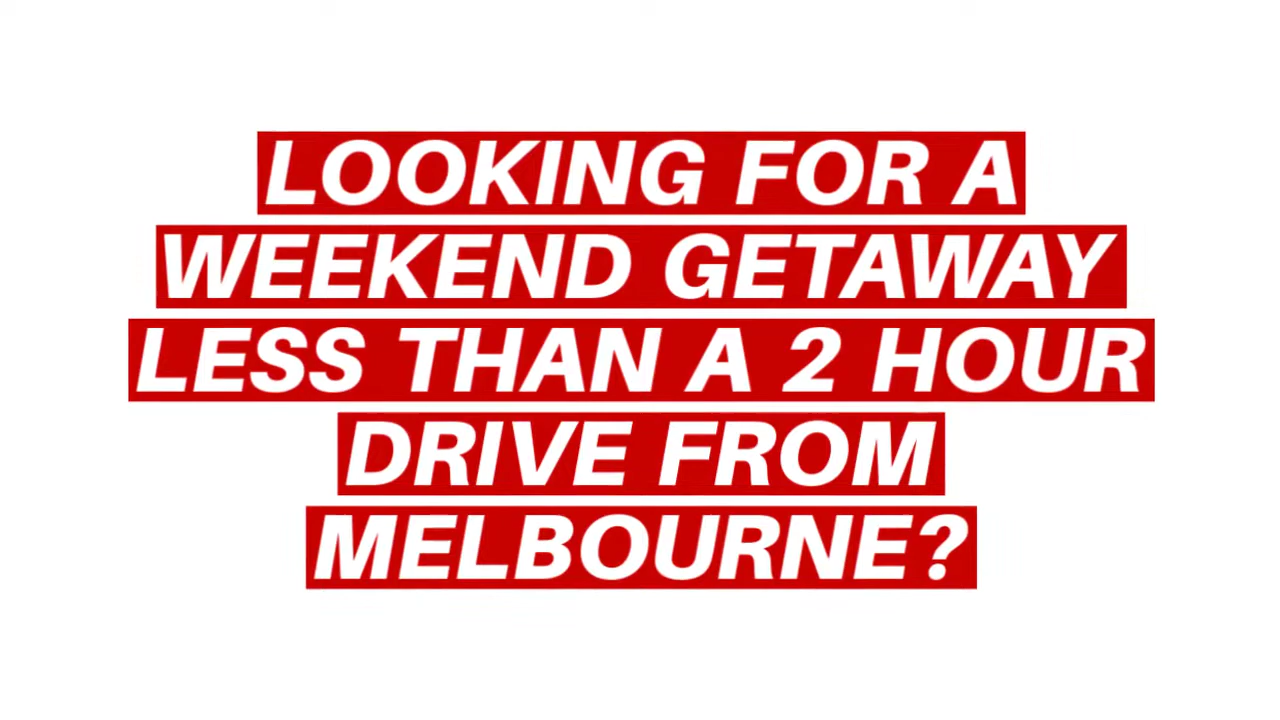 LOOKING FOR A
WEEKEND GETAWAY
LESS THAN A 2 HOUR
DRIVE FROM
MELBOURNE?